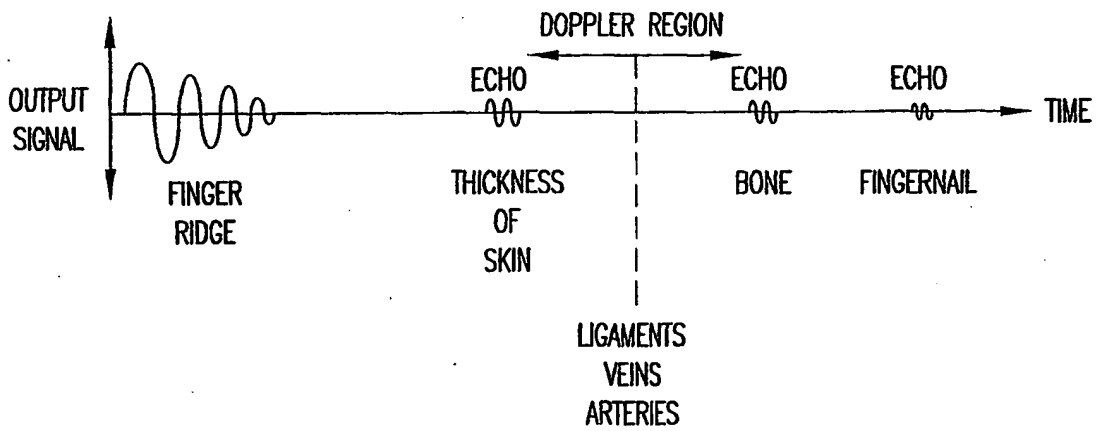 DOPPLER REGION
ECHO
ECHO
ECHO
OUTPUT
SIGNAL
TIME
FINGER
RIDGE
THICKNESS
OF
SKIN
BONE
FINGERNAIL
LIGAMENTS
VEINS
ARTERIES